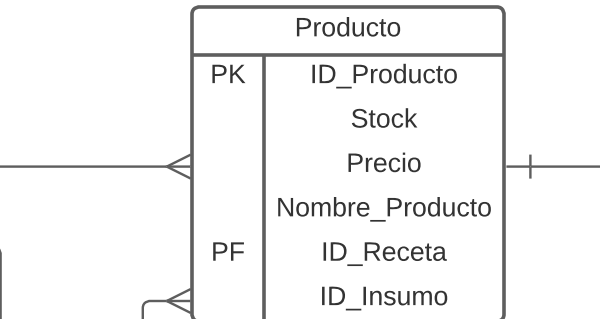 Producto
PK ID_Producto
Stock
Precio
Nombre_Producto
PF ID_Receta
ID_Insumo